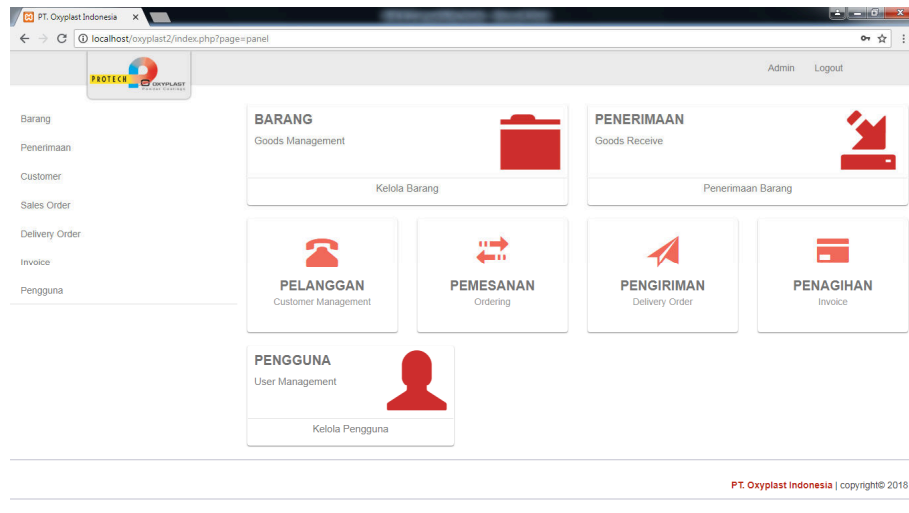 PT. Oxyplast Indonesia
localhost/oxyplast2/index.php?page=panel
PROTECH OXYPLAST
Powder Coatings
Admin Logout
Barang
Penerimaan
Customer
Sales Order
Delivery Order
Invoice
Pengguna
BARANG
Goods Management
Kelola Barang
PENERIMAAN
Goods Receive
Penerimaan Barang
PELANGGAN
Customer Management
PEMESANAN
Ordering
PENGIRIMAN
Delivery Order
PENAGIHAN
Invoice
PENGGUNA
User Management
Kelola Pengguna
PT. Oxyplast Indonesia | copyright© 2018